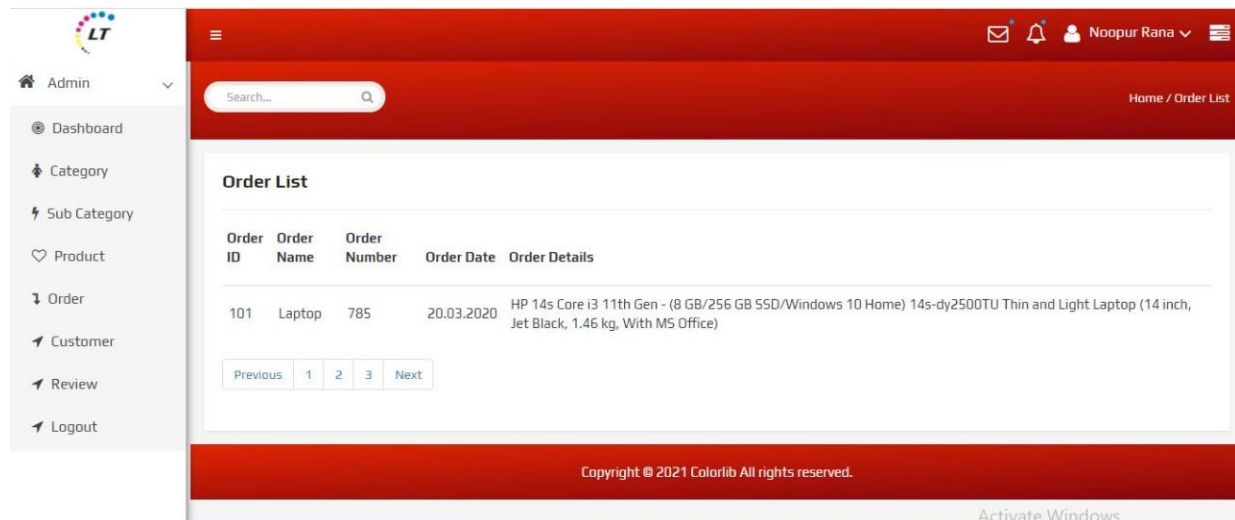 LT
Noopur Rana
Admin
Search...
Home / Order List
Dashboard
Category
Sub Category
Product
Order
Customer
Review
Logout
Order List
Order ID Order Name Order Number Order Date Order Details
101 Laptop 785 20.03.2020 HP 14s Core i3 11th Gen - (8 GB/256 GB SSD/Windows 10 Home) 14s-dy2500TU Thin and Light Laptop (14 inch,
Jet Black, 1.46 kg, With MS Office)
Previous 1 2 3 Next
Copyright © 2021 Colorlib All rights reserved.
Activate Windows